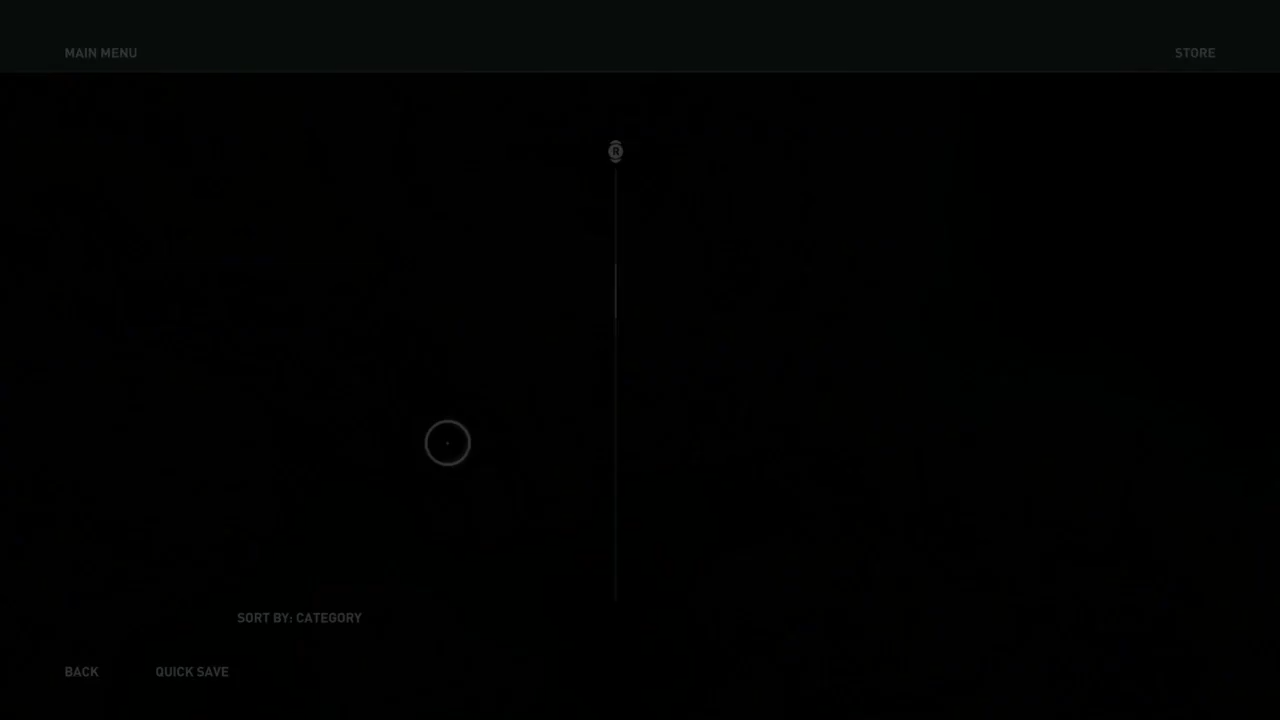 MAIN MENU
STORE
R
SORT BY: CATEGORY
BACK
QUICK SAVE